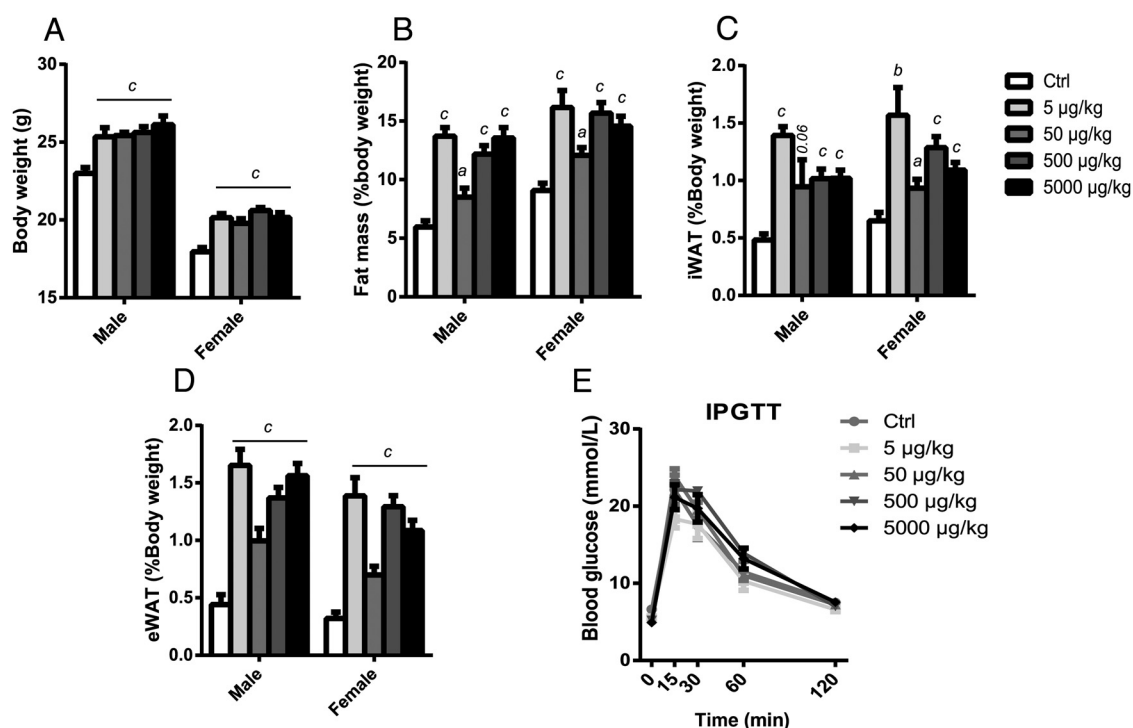 A
Body weight (g)
30
25
20
15
c
c
Male
Female
B
Fat mass (%body weight)
20
15
10
5
0
c
a
c
c
c
a
c
c
Male
Female
C
iWAT (%Body weight)
2.0
1.5
1.0
0.5
0.0
c
0.06
c
c
b
a
c
c
Male
Female
Ctrl
5 µg/kg
50 µg/kg
500 µg/kg
5000 µg/kg
D
eWAT (%Body weight)
2.0
1.5
1.0
0.5
0.0
c
c
Male
Female
E
IPGTT
Blood glucose (mmol/L)
30
20
10
0
0
15
30
60
120
Time (min)
Ctrl
5 µg/kg
50 µg/kg
500 µg/kg
5000 µg/kg